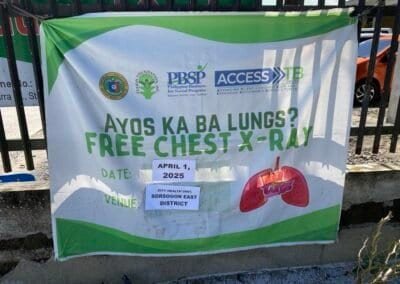 PBSP
Philippine Business
for Social Progress
ACCESS TB
AYOS KA BA LUNGS?
FREE CHEST X-RAY
DATE:
APRIL 1,
2025
VENUE:
CITY HEALTH UNIT,
SORSOGON EAST
DISTRICT